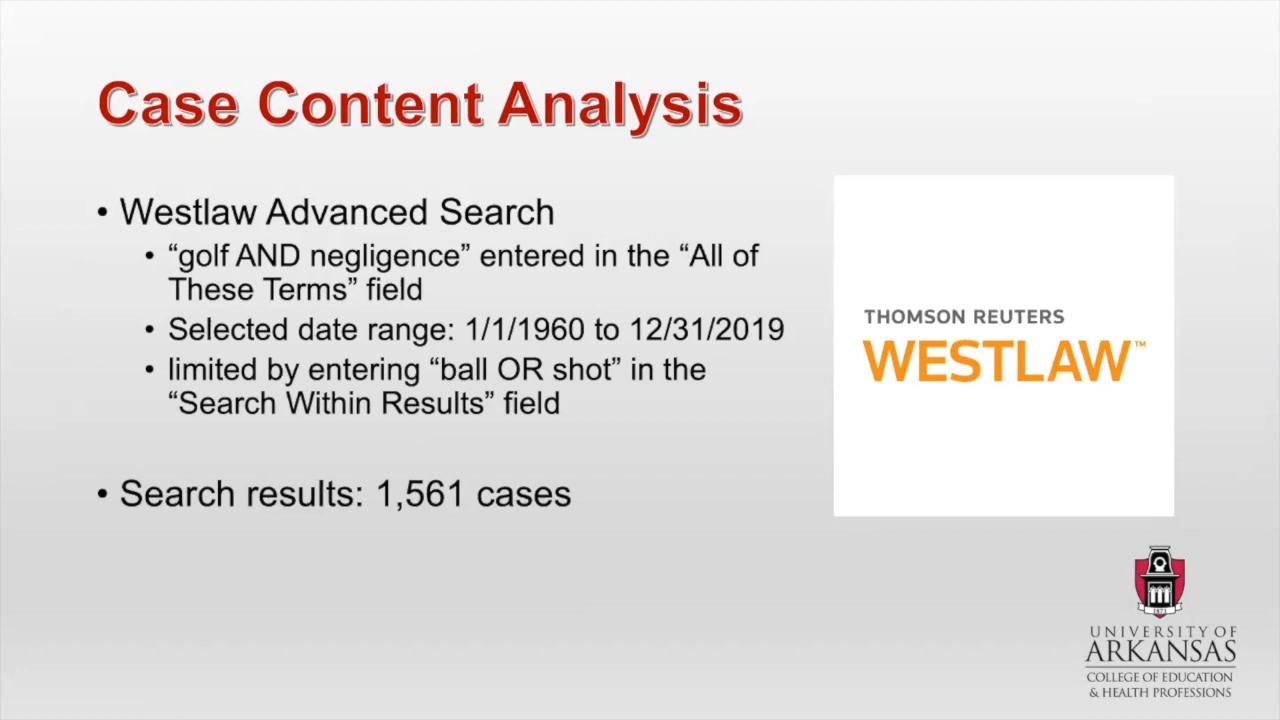 Case Content Analysis
• Westlaw Advanced Search
• “golf AND negligence” entered in the “All of
These Terms” field
• Selected date range: 1/1/1960 to 12/31/2019
• limited by entering “ball OR shot” in the
“Search Within Results” field
• Search results: 1,561 cases
THOMSON REUTERS
WESTLAW™
1871
UNIVERSITY OF
ARKANSAS
COLLEGE OF EDUCATION
& HEALTH PROFESSIONS